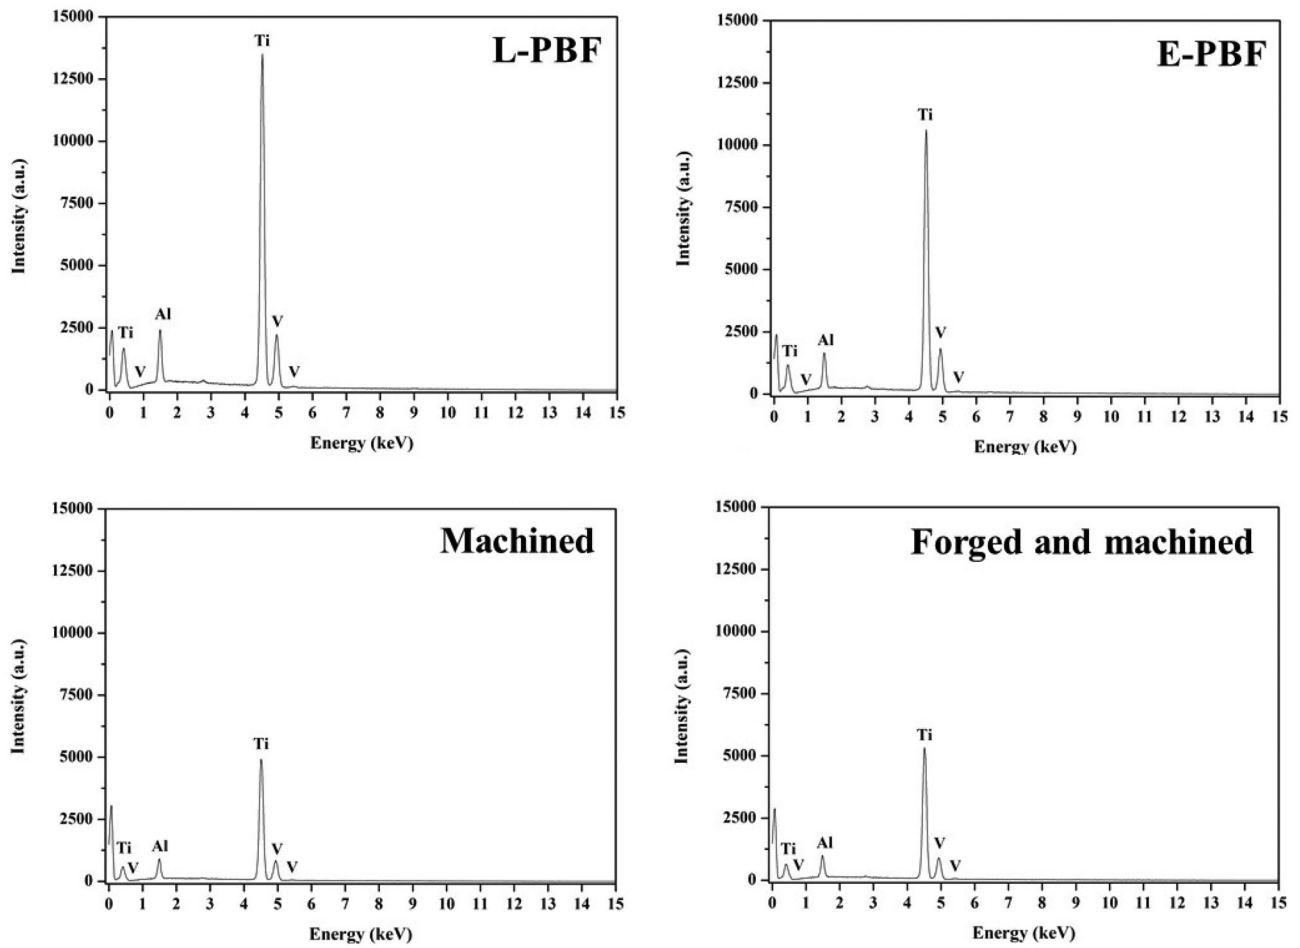 L-PBF
15000
12500
10000
7500
5000
2500
0
Intensity (a.u.)
Ti
V
Al
Ti
V
V
0 1 2 3 4 5 6 7 8 9 10 11 12 13 14 15
Energy (keV)
E-PBF
15000
12500
10000
7500
5000
2500
0
Intensity (a.u.)
Ti
V
Al
Ti
V
V
0 1 2 3 4 5 6 7 8 9 10 11 12 13 14 15
Energy (keV)
Machined
15000
12500
10000
7500
5000
2500
0
Intensity (a.u.)
Ti
V
Al
Ti
V
V
0 1 2 3 4 5 6 7 8 9 10 11 12 13 14 15
Energy (keV)
Forged and machined
15000
12500
10000
7500
5000
2500
0
Intensity (a.u.)
Ti
V
Al
Ti
V
V
0 1 2 3 4 5 6 7 8 9 10 11 12 13 14 15
Energy (keV)